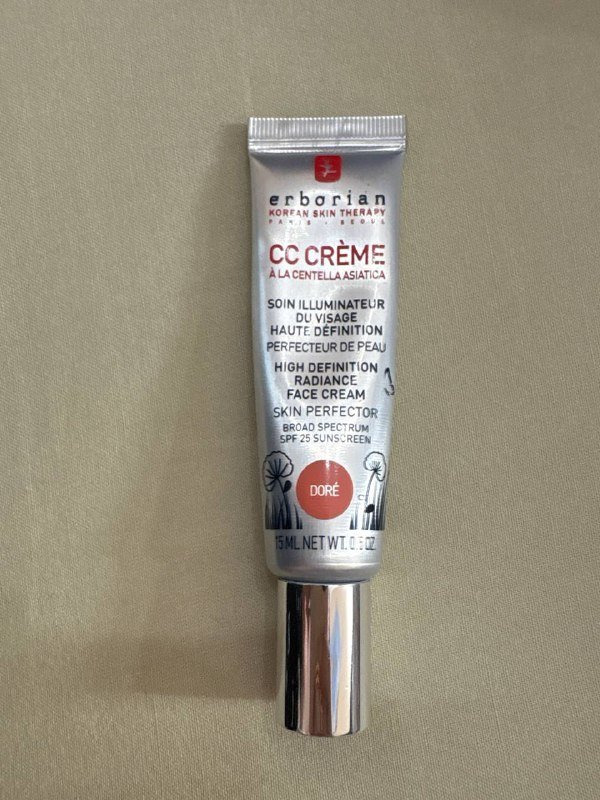 erborian
KOREAN SKIN THERAPY
PARIS . SEOUL
CC CRÈME
À LA CENTELLA ASIATICA
SOIN ILLUMINATEUR
DU VISAGE
HAUTE DÉFINITION
PERFECTEUR DE PEAU
HIGH DEFINITION
RADIANCE
FACE CREAM
SKIN PERFECTOR
BROAD SPECTRUM
SPF 25 SUNSCREEN
DORÉ
15 ML NET WT. 0.5 OZ.